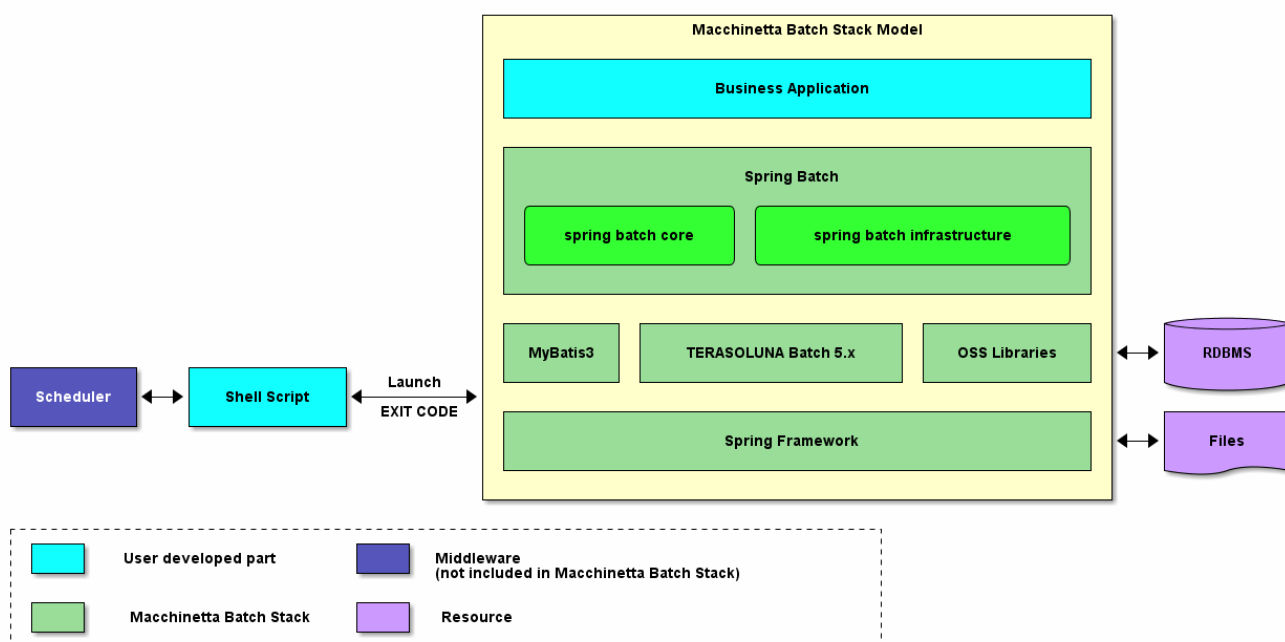 Macchinetta Batch Stack Model
Business Application
Spring Batch
spring batch core
spring batch infrastructure
MyBatis3
TERASOLUNA Batch 5.x
OSS Libraries
RDBMS
Scheduler
Shell Script
Launch
EXIT CODE
Spring Framework
Files
User developed part
Middleware
(not included in Macchinetta Batch Stack)
Macchinetta Batch Stack
Resource